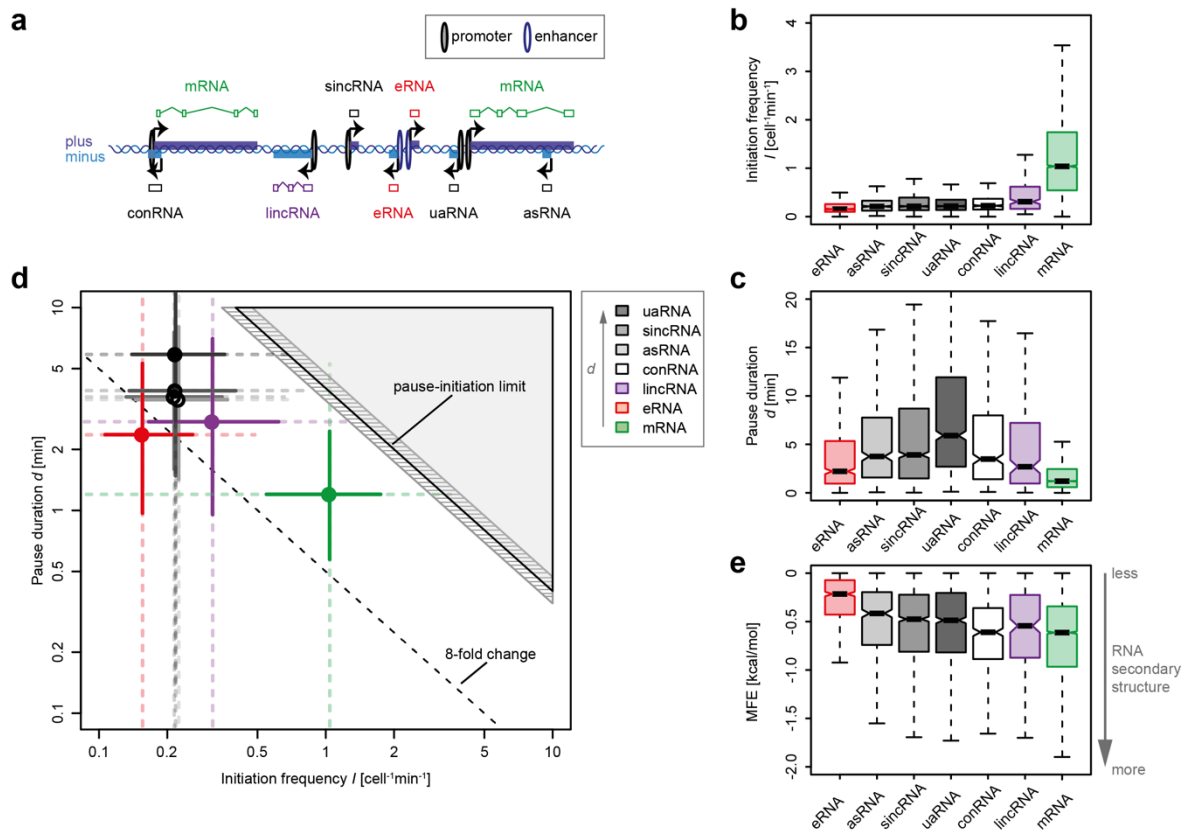 a
promoter enhancer
mRNA
sincRNA
eRNA
mRNA
plus
minus
conRNA
lincRNA
eRNA
uaRNA
asRNA
b
Initiation frequency
I [cell⁻¹min⁻¹]
4
3
2
1
0
eRNA
asRNA
sincRNA
uaRNA
conRNA
lincRNA
mRNA
d
Pause duration d [min]
10
5
2
1
0.5
0.2
0.1
pause-initiation limit
8-fold change
0.1 0.2 0.5 1 2 5 10
Initiation frequency I [cell⁻¹min⁻¹]
d
uaRNA
sincRNA
asRNA
conRNA
lincRNA
eRNA
mRNA
c
Pause duration
d [min]
20
15
10
5
0
eRNA
asRNA
sincRNA
uaRNA
conRNA
lincRNA
mRNA
e
MFE [kcal/mol]
0
-0.5
-1.0
-1.5
-2.0
less
RNA
secondary
structure
more
eRNA
asRNA
sincRNA
uaRNA
conRNA
lincRNA
mRNA